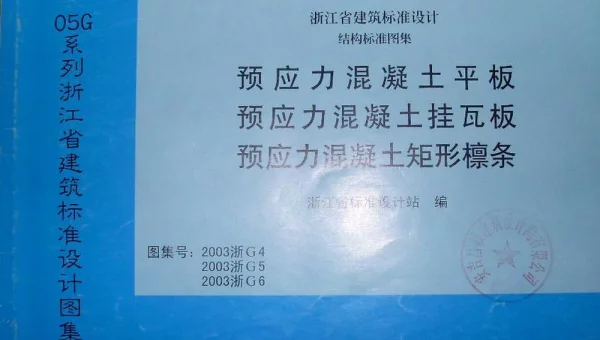 05G系列浙江省建筑标准设计图集
浙江省建筑标准设计
结构标准图集
预应力混凝土平板
预应力混凝土挂瓦板
预应力混凝土矩形檩条
浙江省标准设计站 编
图集号：2003浙G4
2003浙G5
2003浙G6